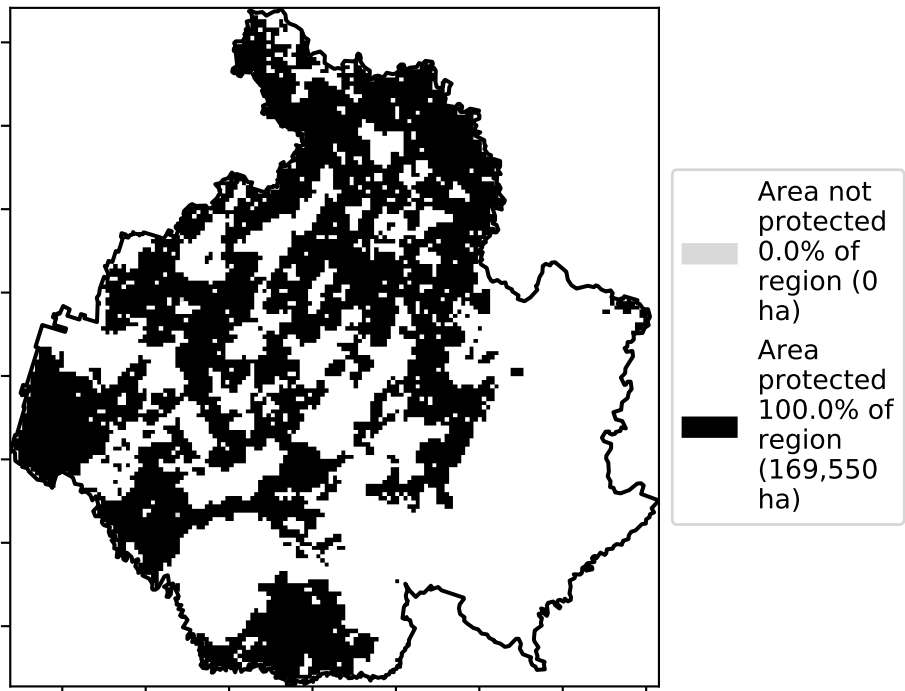 Area not
protected
0.0% of
region (0
ha)
Area
protected
100.0% of
region
(169,550
ha)